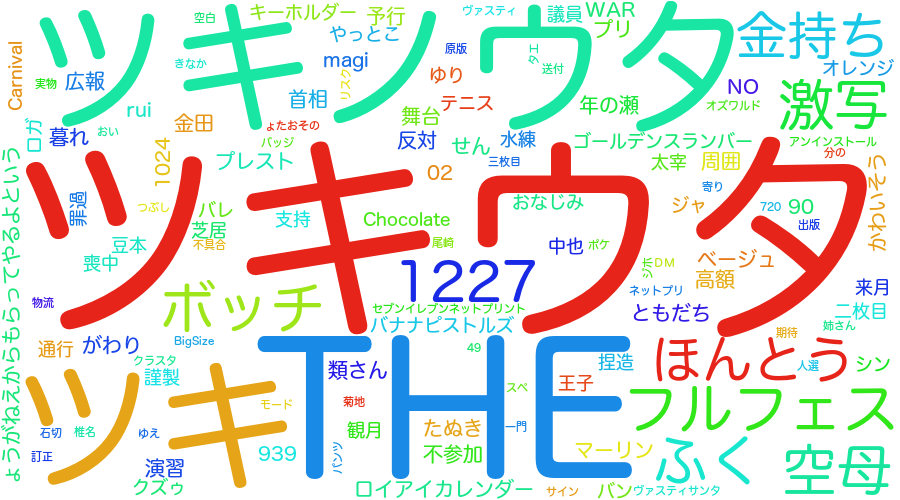 ツキノウタ
ツキウタ
THE
ツキ
1227
ボッチ
ほんとう
フルフェス
ふく
空母
激写
金持ち
キーホルダー
空白
予行
ヴァスティ
議員
WAR
プリ
やっとこ
原版
タエ
送付
オレンジ
Carnival
実物
広報
きなか
magi
リスク
ゆり
NO
rui
首相
テニス
年の瀬
オズワルド
ロガ
暮れ
おい
金田
ょたおその
バッジ
舞台
反対
せん
水練
ゴールデンスランバー
アンインストール
分の
1024
プレスト
三枚目
太宰
周囲
かわいそう
02
寄り
罪過
つぶし
バレ
芝居
支持
Chocolate
おなじみ
ジャ
720
90
出版
豆本
不具合
尾崎
中也
ポケ
喪中
シホ
DM
ベージュ
高額
ょうがねえからもらってやるよという
物流
ネットプリ
来月
セブンイレブンネットプリント
バナナピストルズ
ともだち
二枚目
姉さん
通行
がわり
BigSize
49
期待
クラスタ
謹製
類さん
捏造
人選
シン
スペ
王子
モード
菊地
石切
椎名
ゆえ
観月
たぬき
一門
訂正
演習
939
パンツ
不参加
マーリン
クズゥ
ロイアイカレンダー
サイン
バン
ヴァスティサンタ